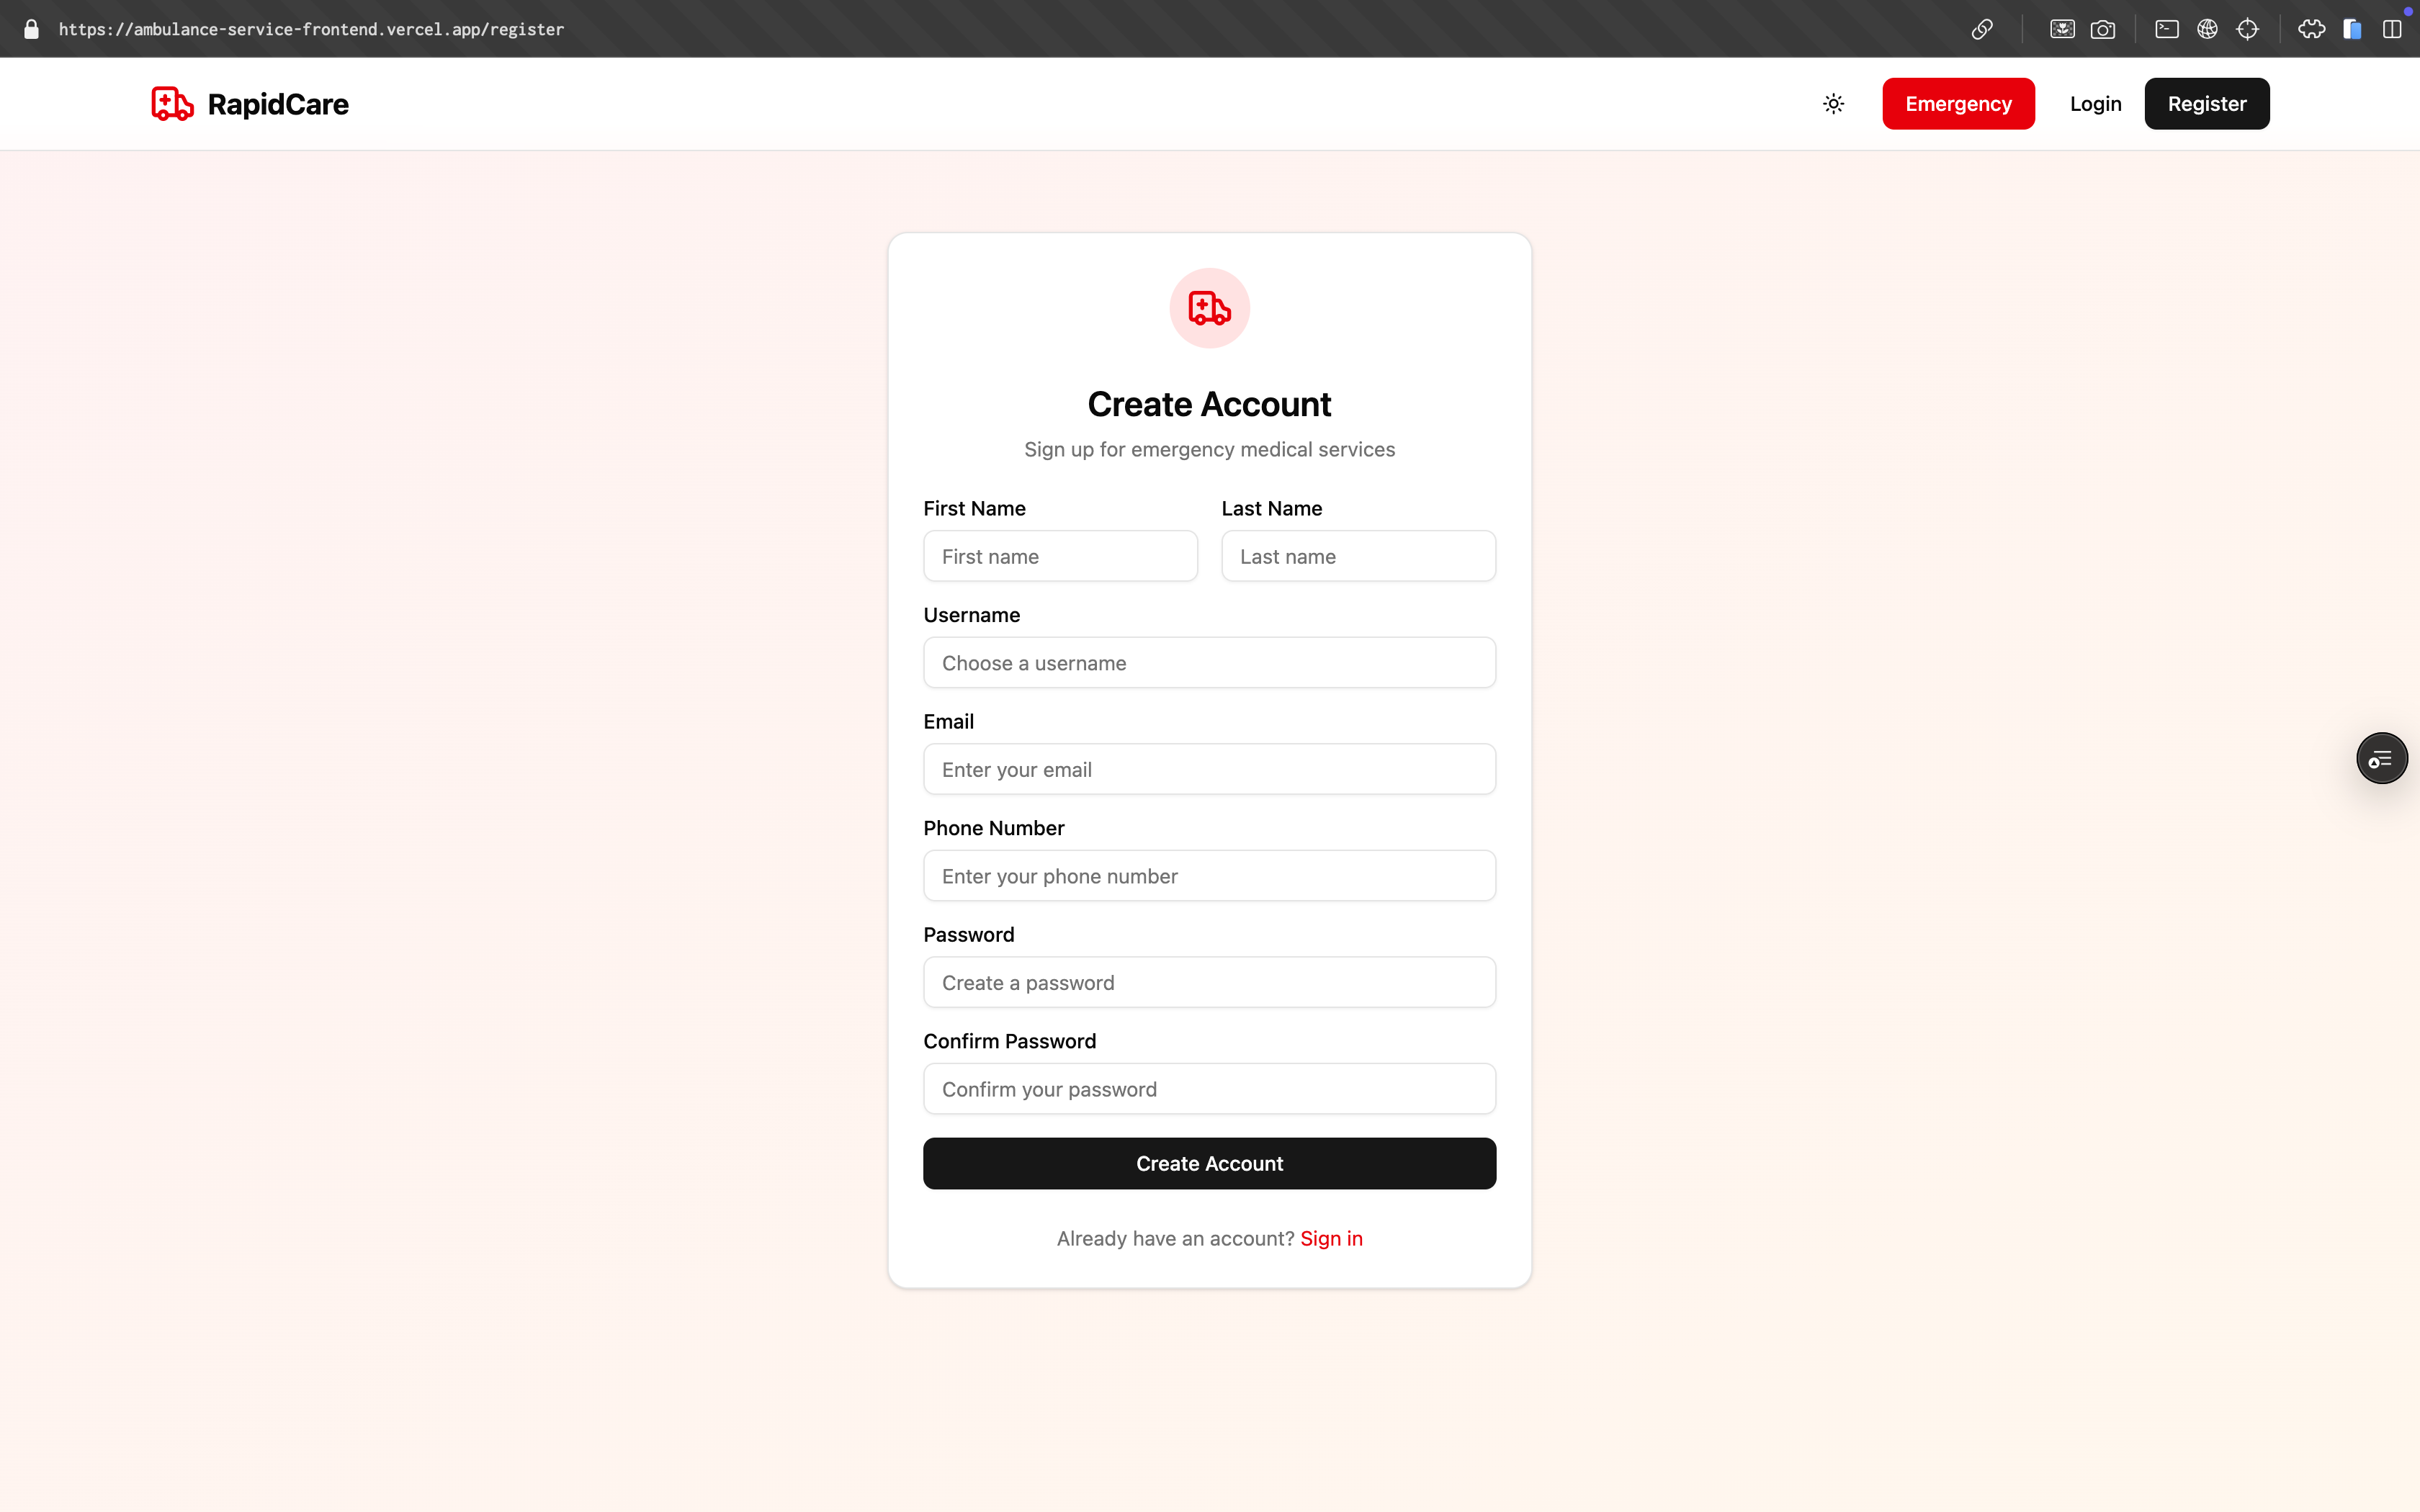 https://ambulance-service-frontend.vercel.app/register
RapidCare
Emergency
Login
Register
Create Account
Sign up for emergency medical services
First Name
Last Name
First name
Last name
Username
Choose a username
Email
Enter your email
Phone Number
Enter your phone number
Password
Create a password
Confirm Password
Confirm your password
Create Account
Already have an account? Sign in